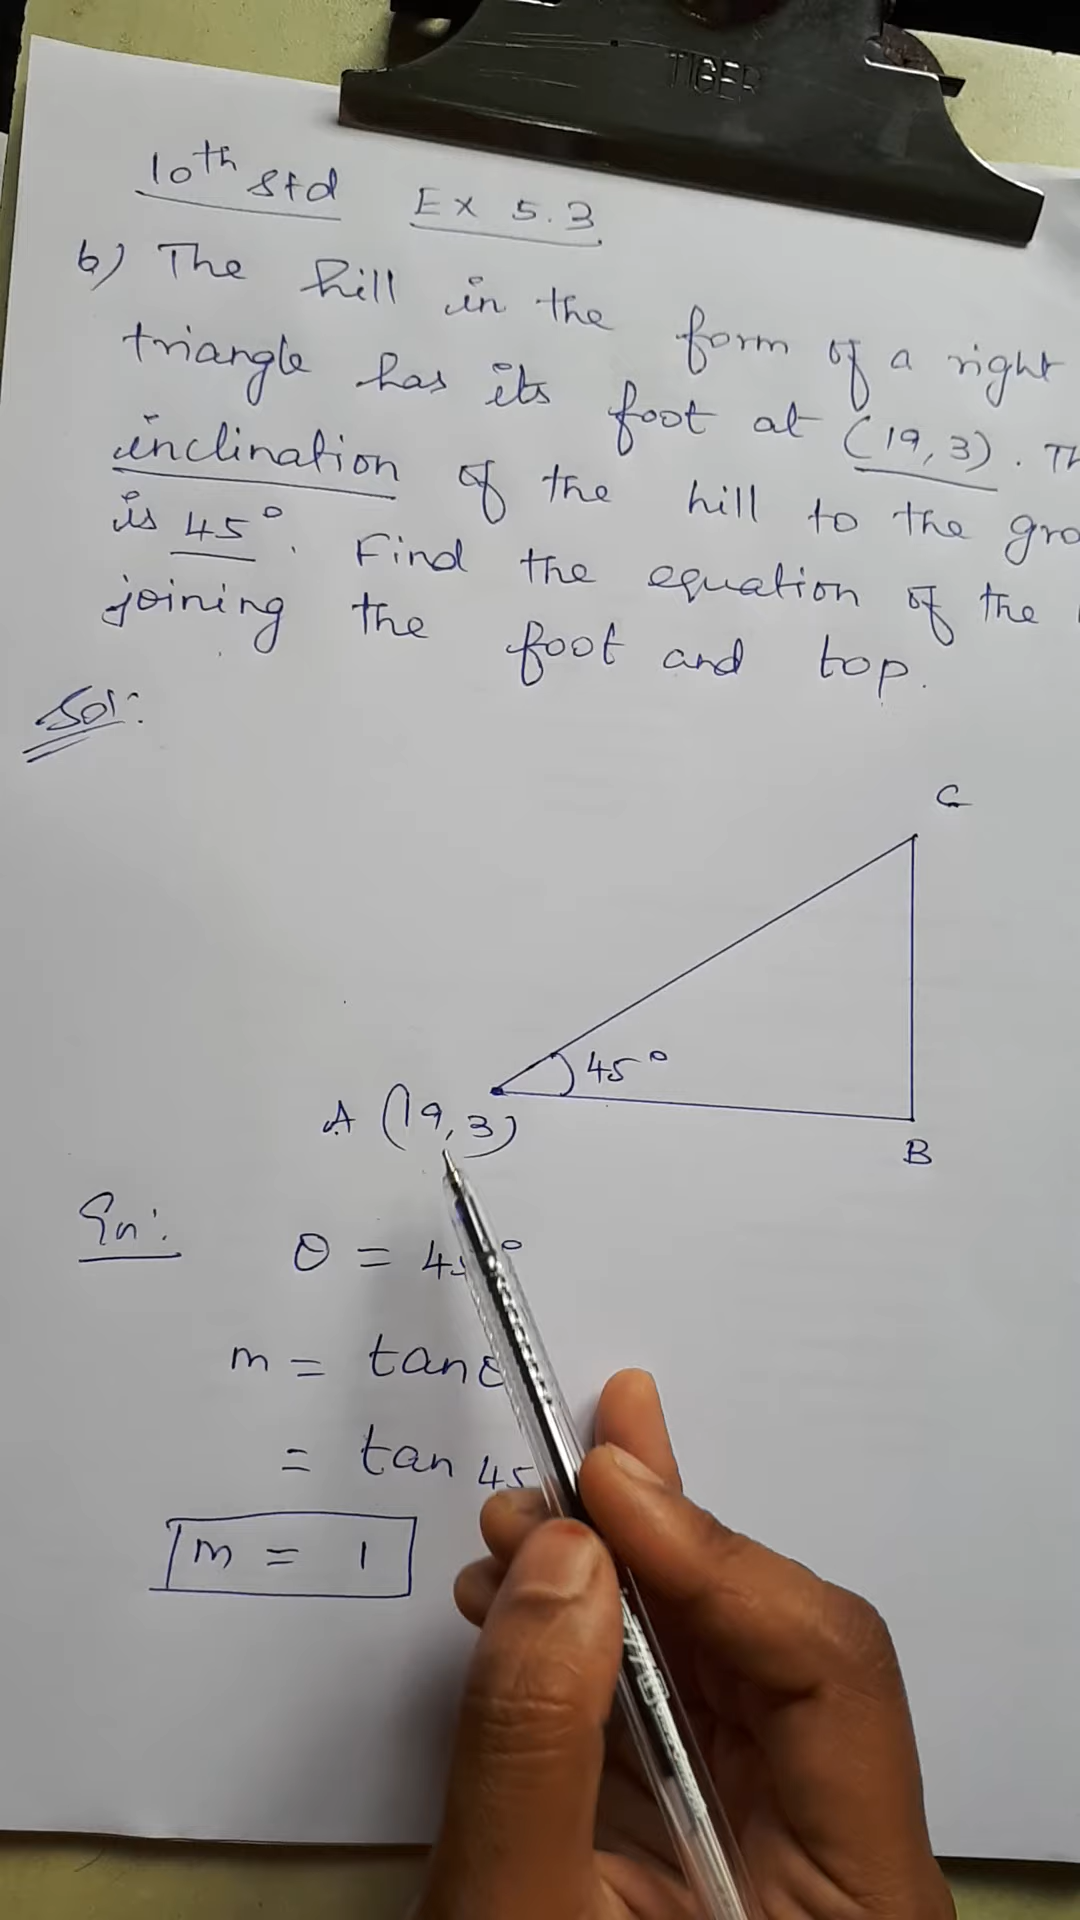 TIGER
10th std Ex 5.3
6) The hill in the form of a right
triangle has its foot at (19,3). Th
inclination of the hill to the gro
is 45°. Find the equation of the
joining the foot and top.
Sol:
C
45°
A (19,3)
B
Gn:
θ = 45°
m = tanθ
= tan 45
m = 1